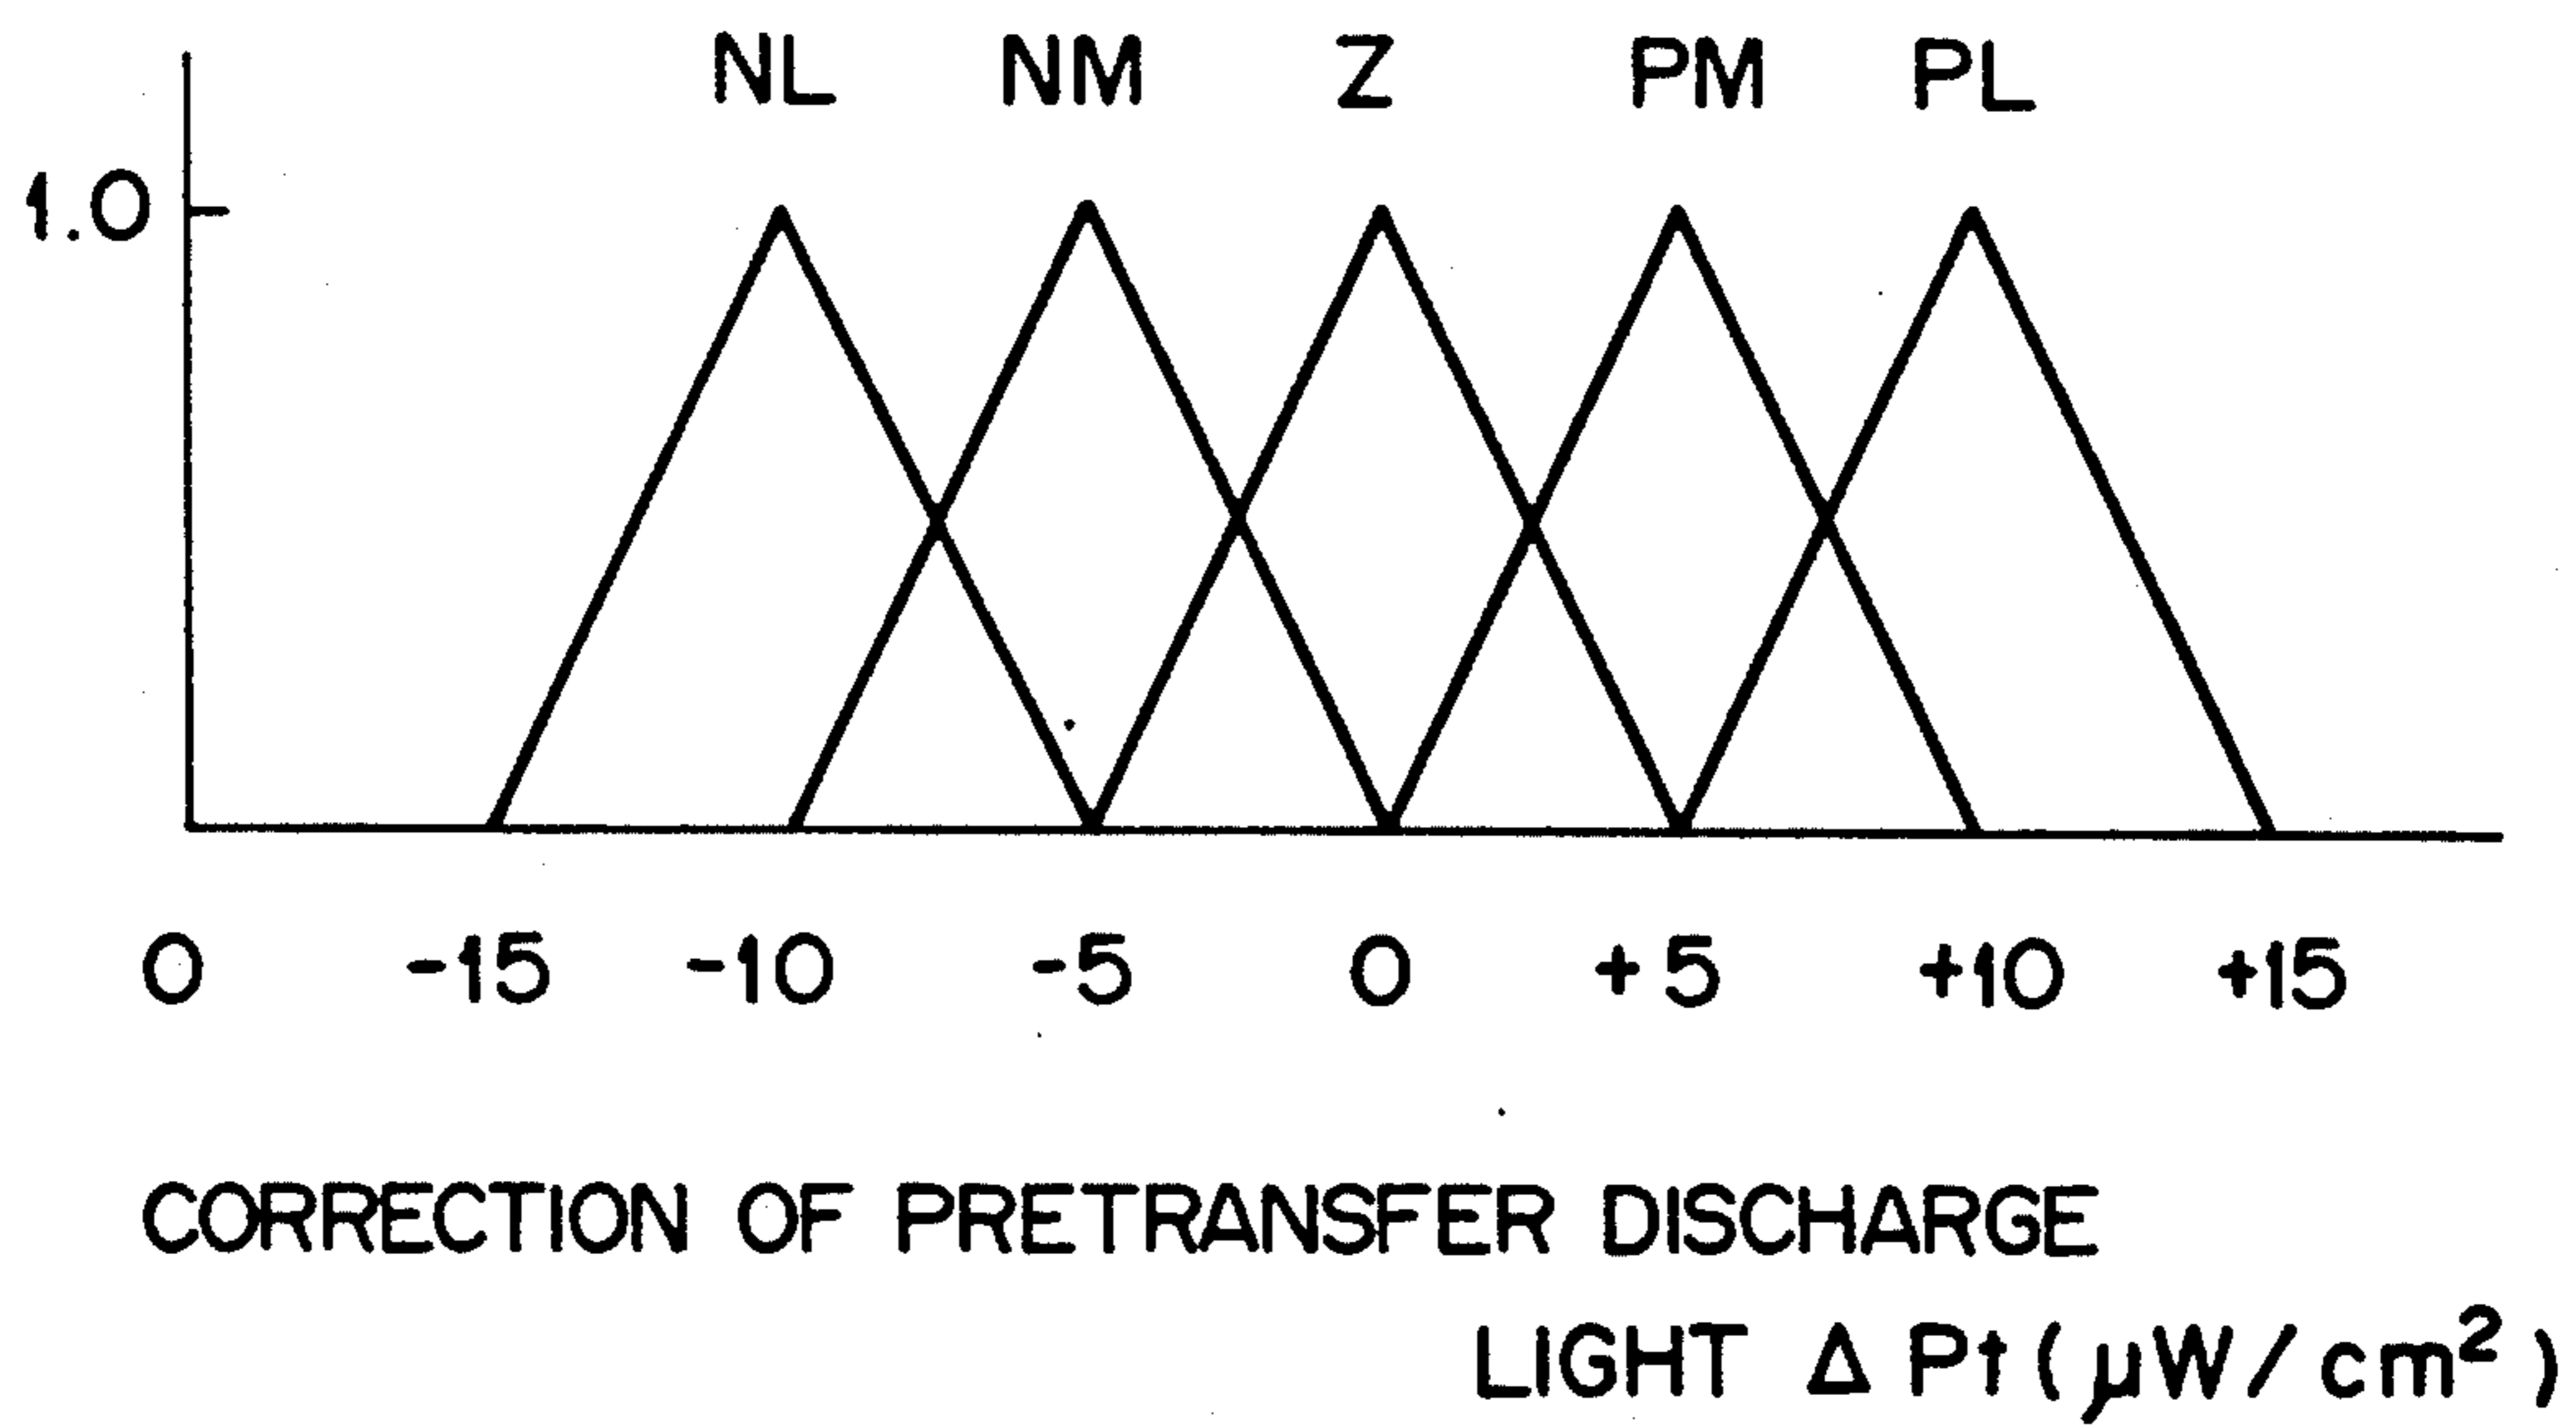 NL NM Z PM PL
1.0
0 -15 -10 -5 0 +5 +10 +15
CORRECTION OF PRETRANSFER DISCHARGE
LIGHT Δ Pt (μW/cm²)